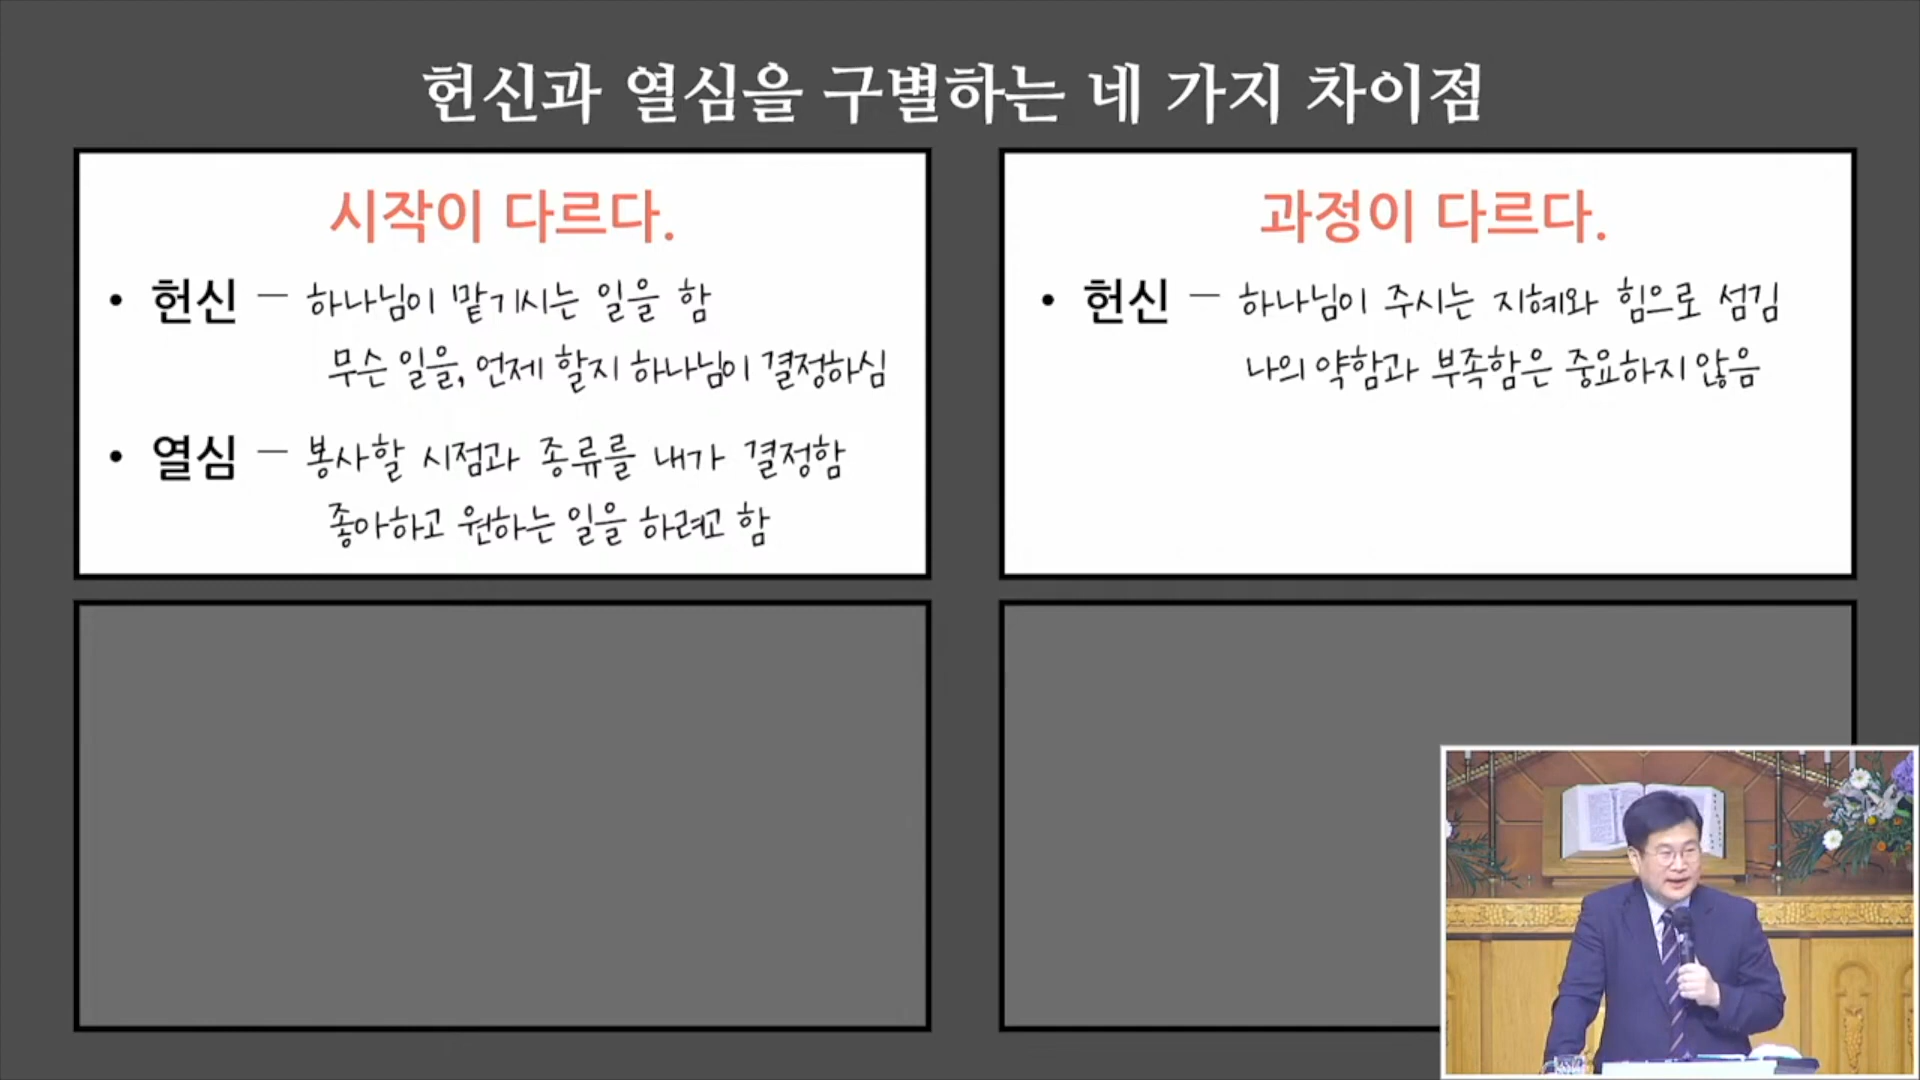 헌신과 열심을 구별하는 네 가지 차이점
시작이 다르다.
• 헌신 — 하나님이 맡기시는 일을 함
무슨 일을, 언제 할지 하나님이 결정하심
• 열심 — 봉사할 시점과 종류를 내가 결정함
좋아하고 원하는 일을 하려고 함
과정이 다르다.
• 헌신 — 하나님이 주시는 지혜와 힘으로 섬김
나의 약함과 부족함은 중요하지 않음